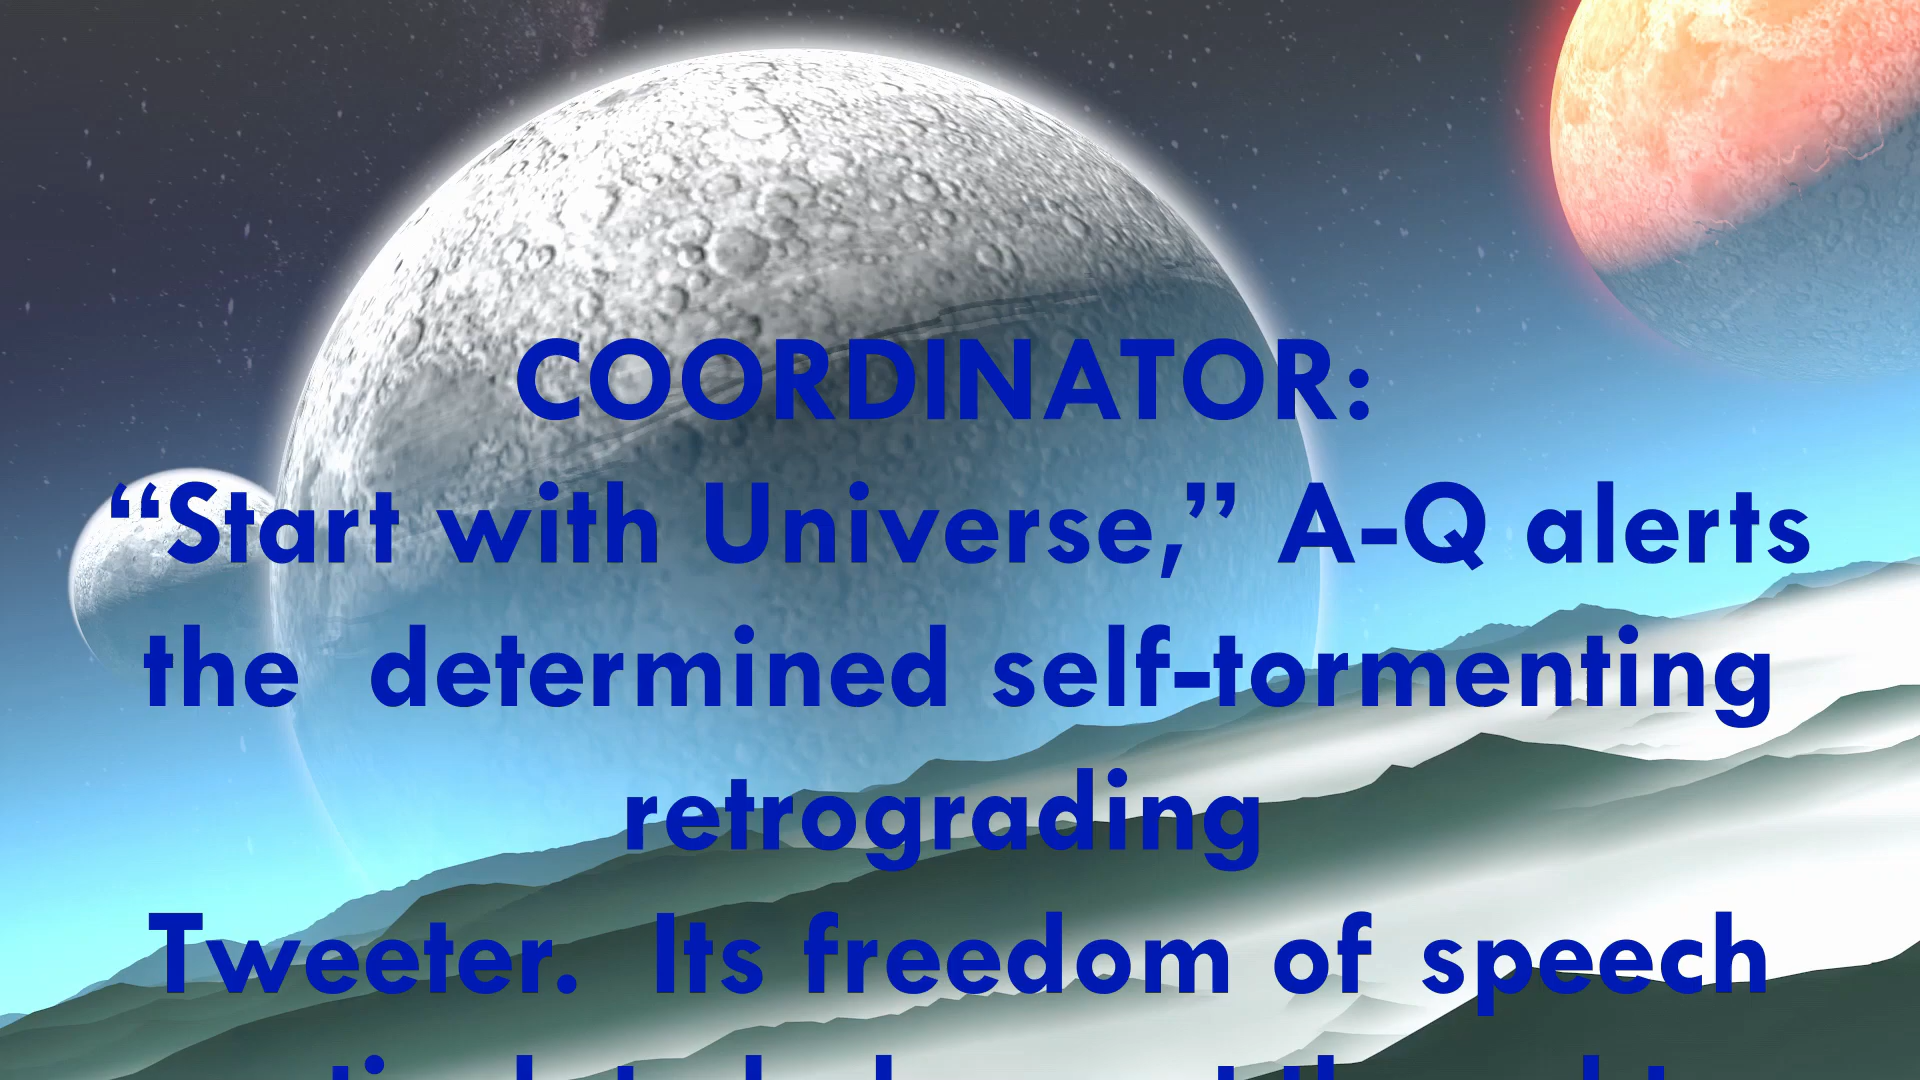 COORDINATOR:
“Start with Universe,” A-Q alerts
the  determined self-tormenting
retrograding
Tweeter.  Its freedom of speech